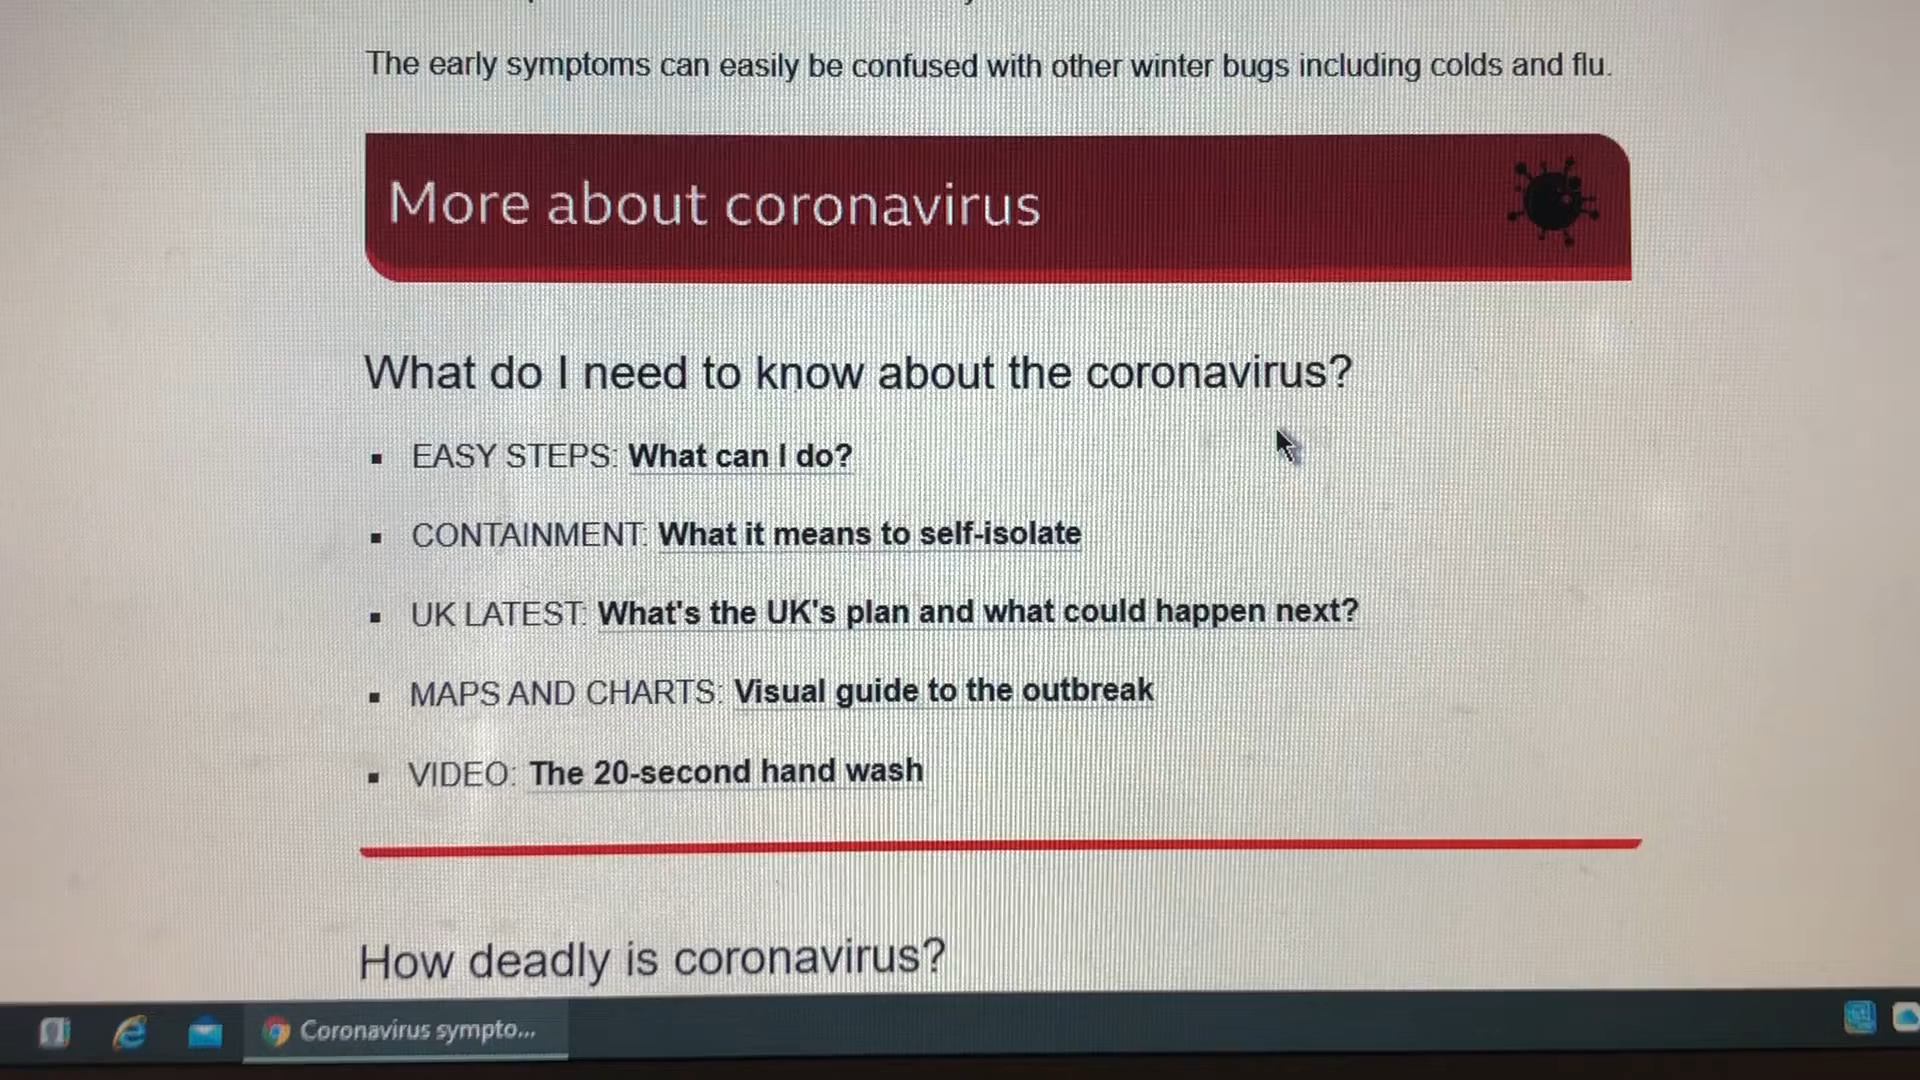 The early symptoms can easily be confused with other winter bugs including colds and flu.
More about coronavirus
What do I need to know about the coronavirus?
EASY STEPS: What can I do?
CONTAINMENT: What it means to self-isolate
UK LATEST: What's the UK's plan and what could happen next?
MAPS AND CHARTS: Visual guide to the outbreak
VIDEO: The 20-second hand wash
How deadly is coronavirus?
Coronavirus sympto...